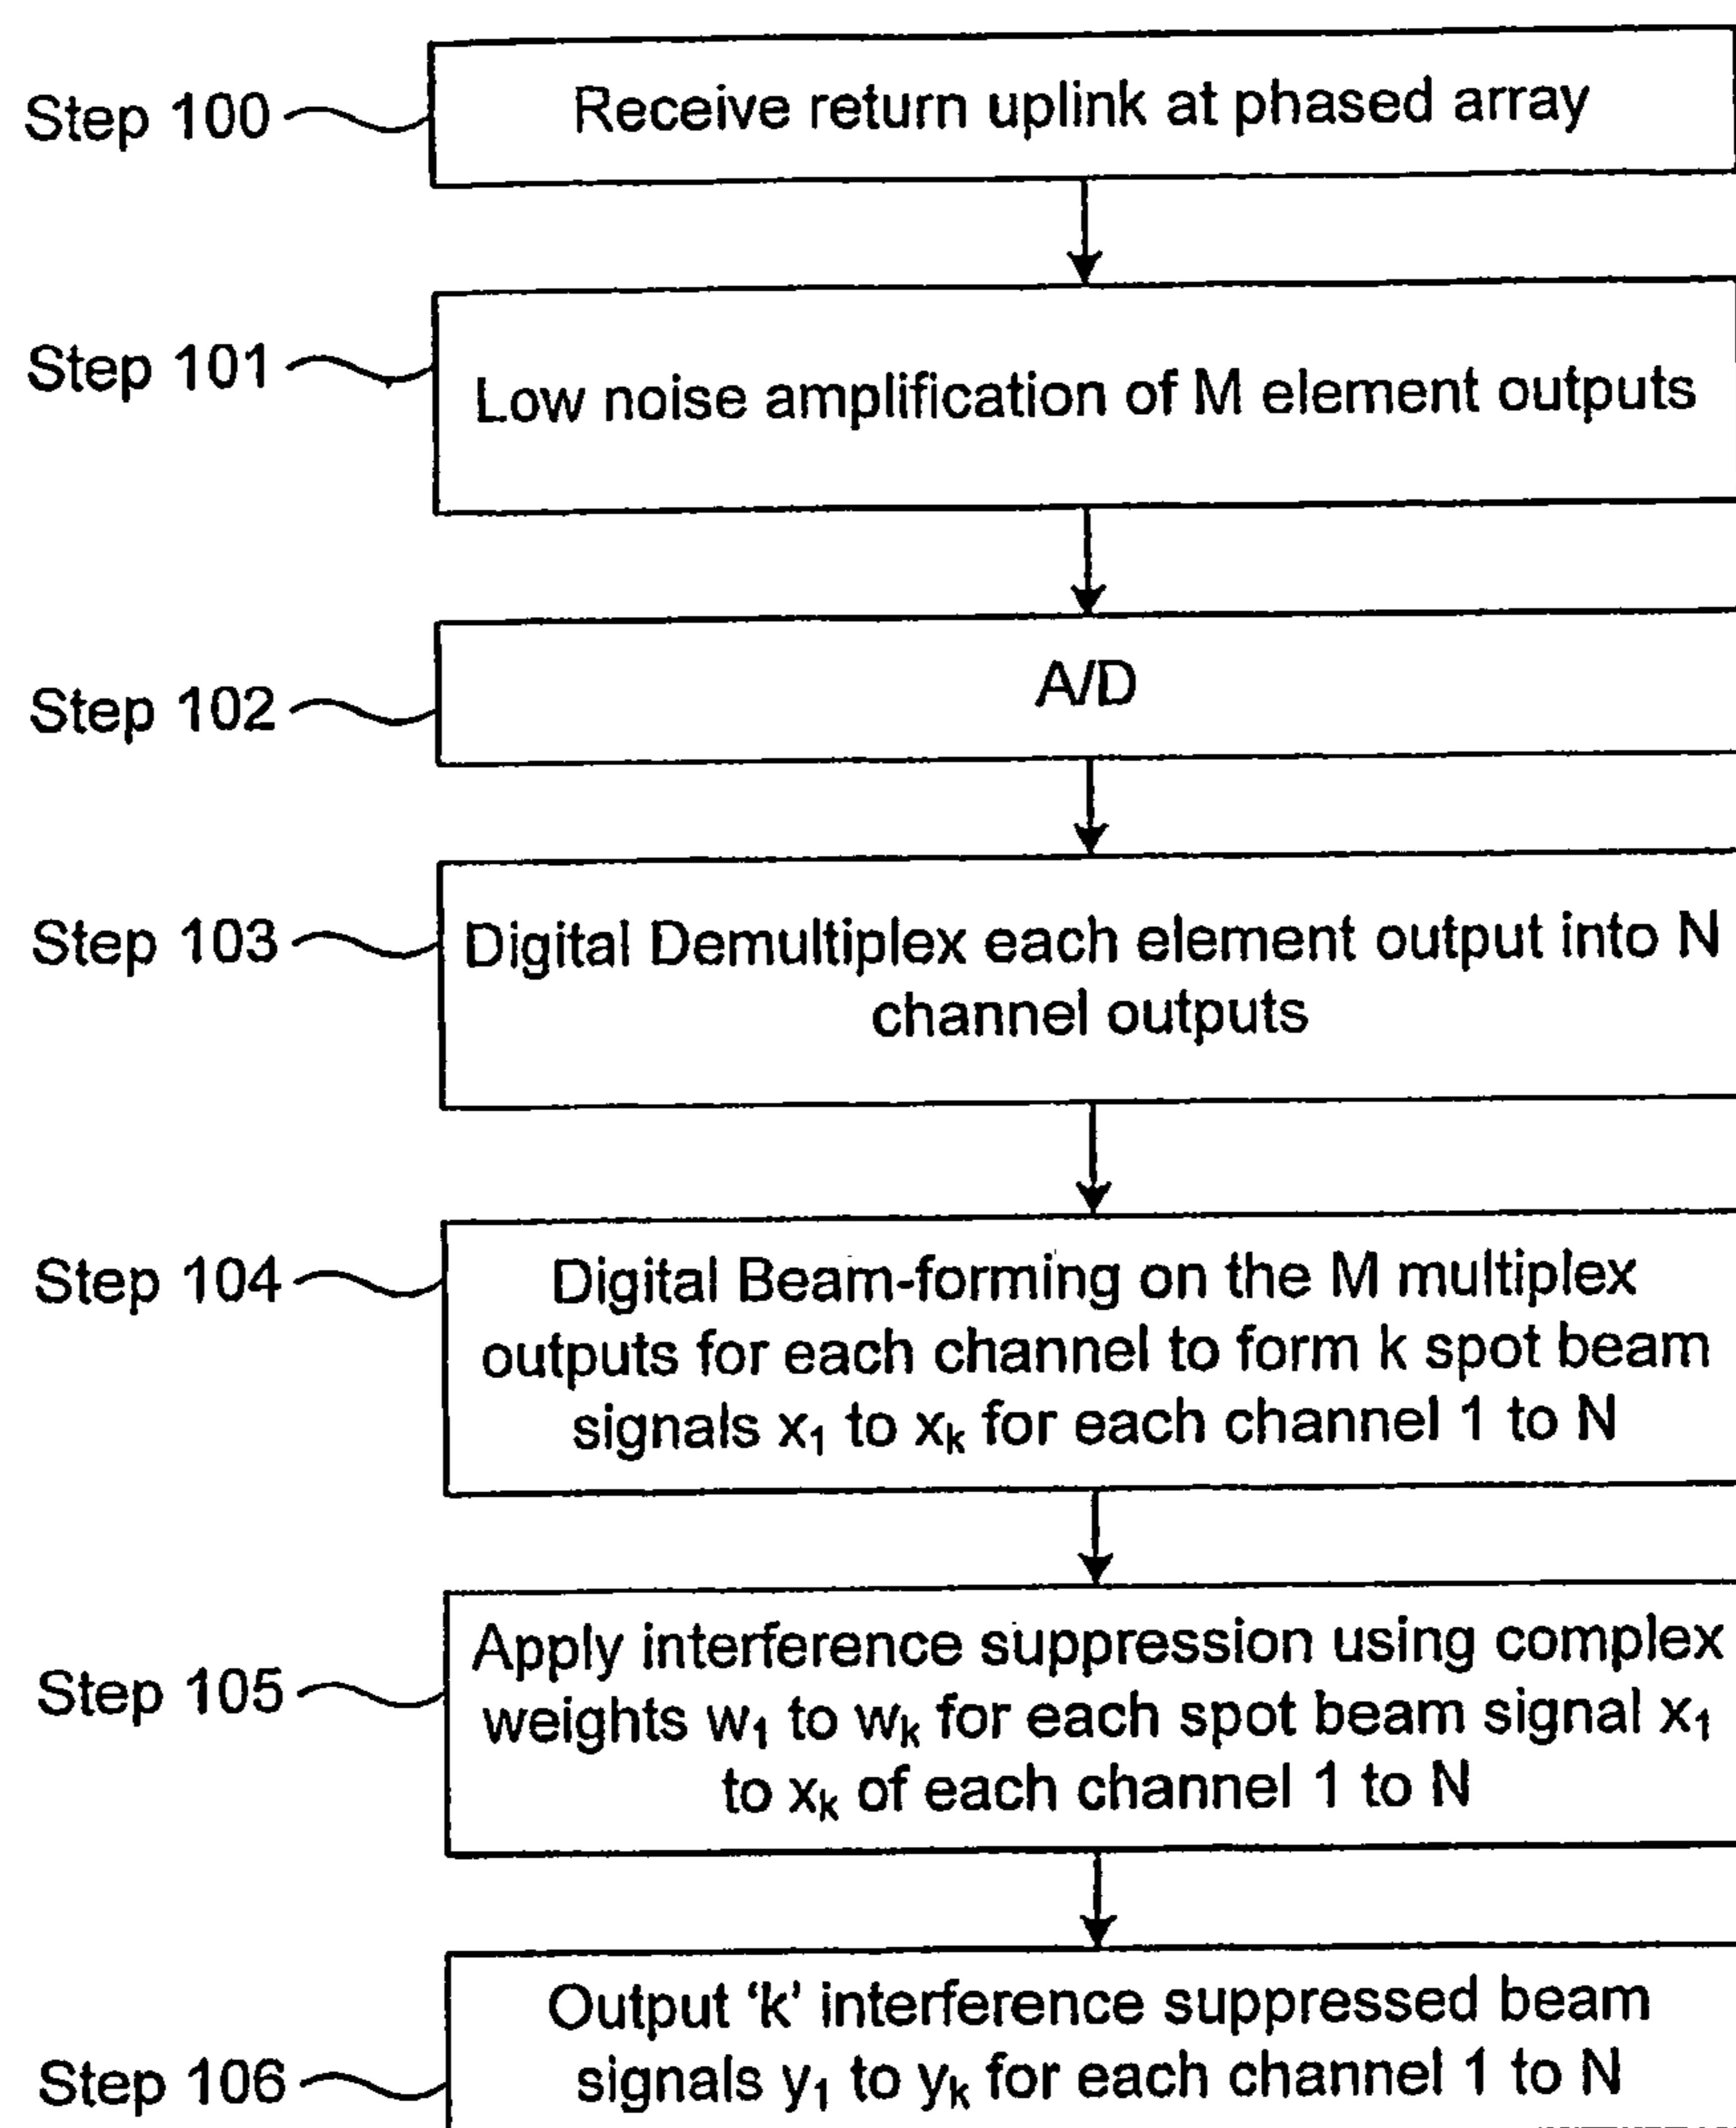 Step 100
Receive return uplink at phased array
Step 101
Low noise amplification of M element outputs
Step 102
A/D
Step 103
Digital Demultiplex each element output into N
channel outputs
Step 104
Digital Beam-forming on the M multiplex
outputs for each channel to form k spot beam
signals x₁ to xₖ for each channel 1 to N
Step 105
Apply interference suppression using complex
weights w₁ to wₖ for each spot beam signal x₁
to xₖ of each channel 1 to N
Step 106
Output ‘k’ interference suppressed beam
signals y₁ to yₖ for each channel 1 to N